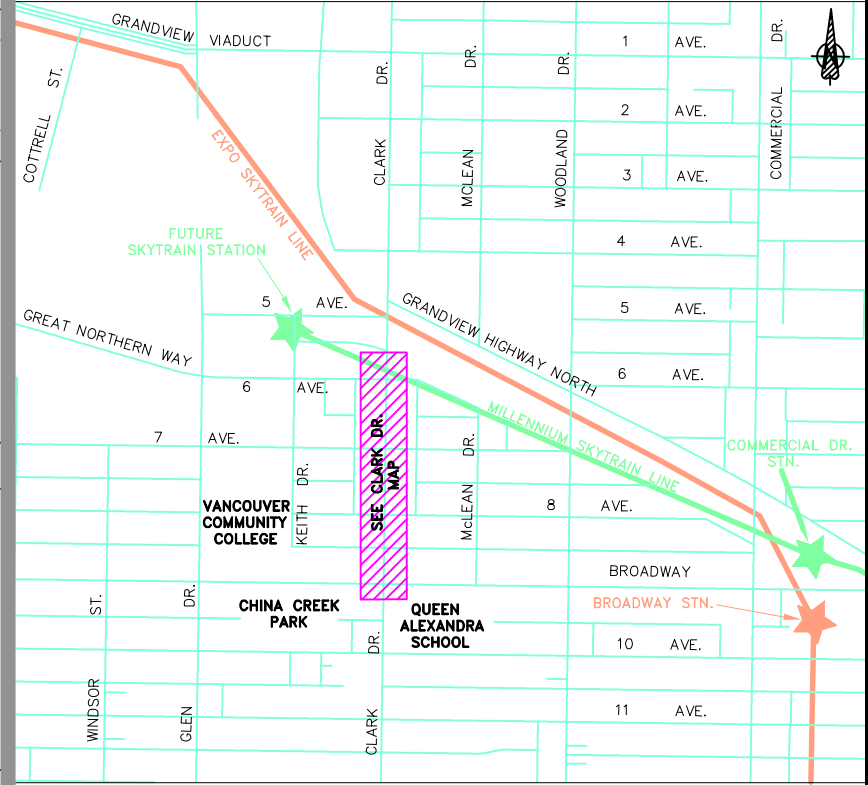 GRANDVIEW VIADUCT
1 AVE.
DR.
DR.
DR.
DR.
COTTRELL ST.
2 AVE.
COMMERCIAL
EXPO SKYTRAIN LINE
CLARK
MCLEAN
WOODLAND
3 AVE.
FUTURE
SKYTRAIN STATION
4 AVE.
5 AVE.
GRANDVIEW HIGHWAY NORTH
5 AVE.
GREAT NORTHERN WAY
6 AVE.
6 AVE.
MILLENNIUM SKYTRAIN LINE
7 AVE.
SEE CLARK DR.
MAP
DR.
McLEAN
COMMERCIAL DR.
STN.
KEITH DR.
VANCOUVER
COMMUNITY
COLLEGE
8 AVE.
BROADWAY
WINDSOR ST.
GLEN DR.
CHINA CREEK
PARK
QUEEN
ALEXANDRA
SCHOOL
BROADWAY STN.
CLARK DR.
10 AVE.
11 AVE.